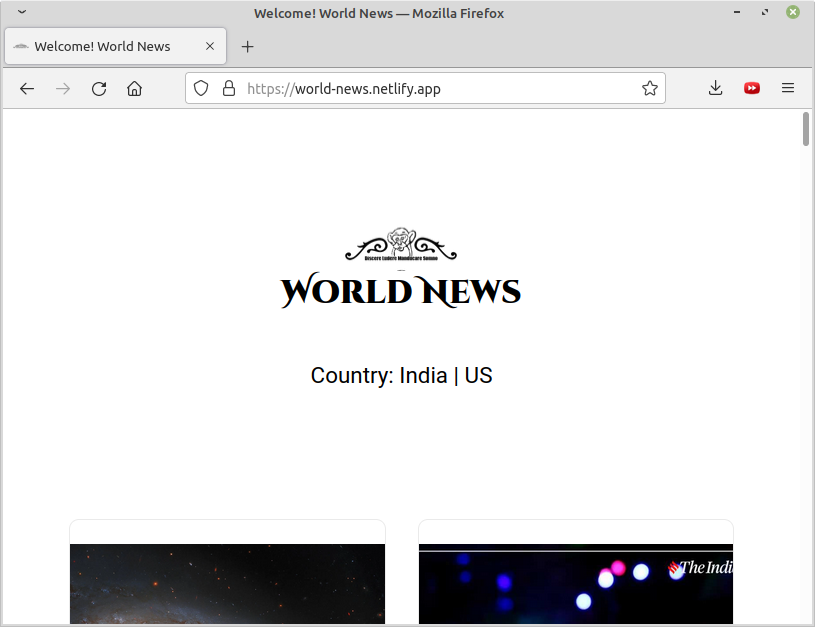 Welcome! World News — Mozilla Firefox
Welcome! World News
https://world-news.netlify.app
Discere Ludere Manducare Somno
WORLD NEWS
Country: India | US
The Indi